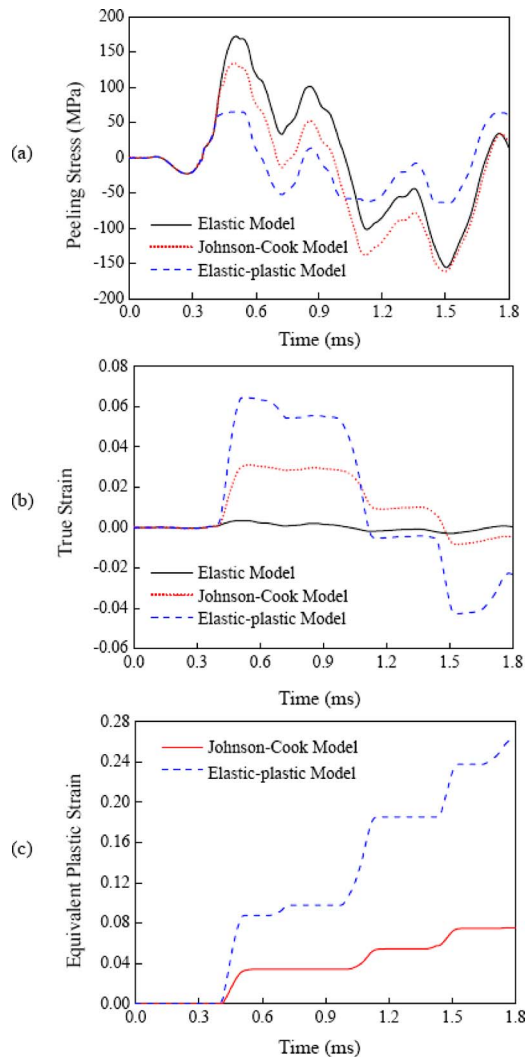 (a)
Peeling Stress (MPa)
200
150
100
50
0
-50
-100
-150
-200
Elastic Model
Johnson-Cook Model
Elastic-plastic Model
0.0 0.3 0.6 0.9 1.2 1.5 1.8
Time (ms)
(b)
True Strain
0.08
0.06
0.04
0.02
0.00
-0.02
-0.04
-0.06
Elastic Model
Johnson-Cook Model
Elastic-plastic Model
0.0 0.3 0.6 0.9 1.2 1.5 1.8
Time (ms)
(c)
Equivalent Plastic Strain
0.28
0.24
0.20
0.16
0.12
0.08
0.04
0.00
Johnson-Cook Model
Elastic-plastic Model
0.0 0.3 0.6 0.9 1.2 1.5 1.8
Time (ms)